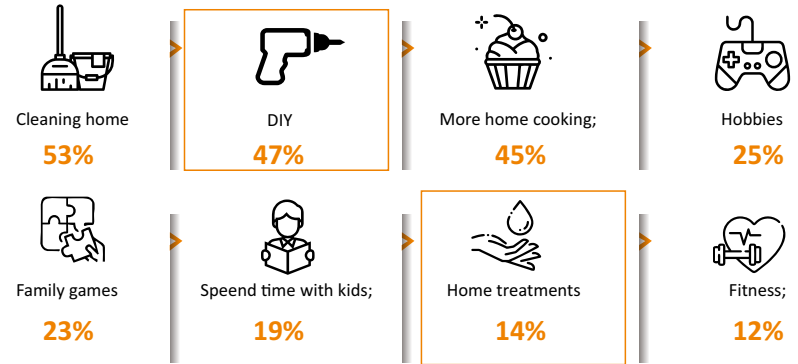 Cleaning home
DIY
More home cooking;
Hobbies
53%
47%
45%
25%
Family games
Speend time with kids;
Home treatments
Fitness;
23%
19%
14%
12%